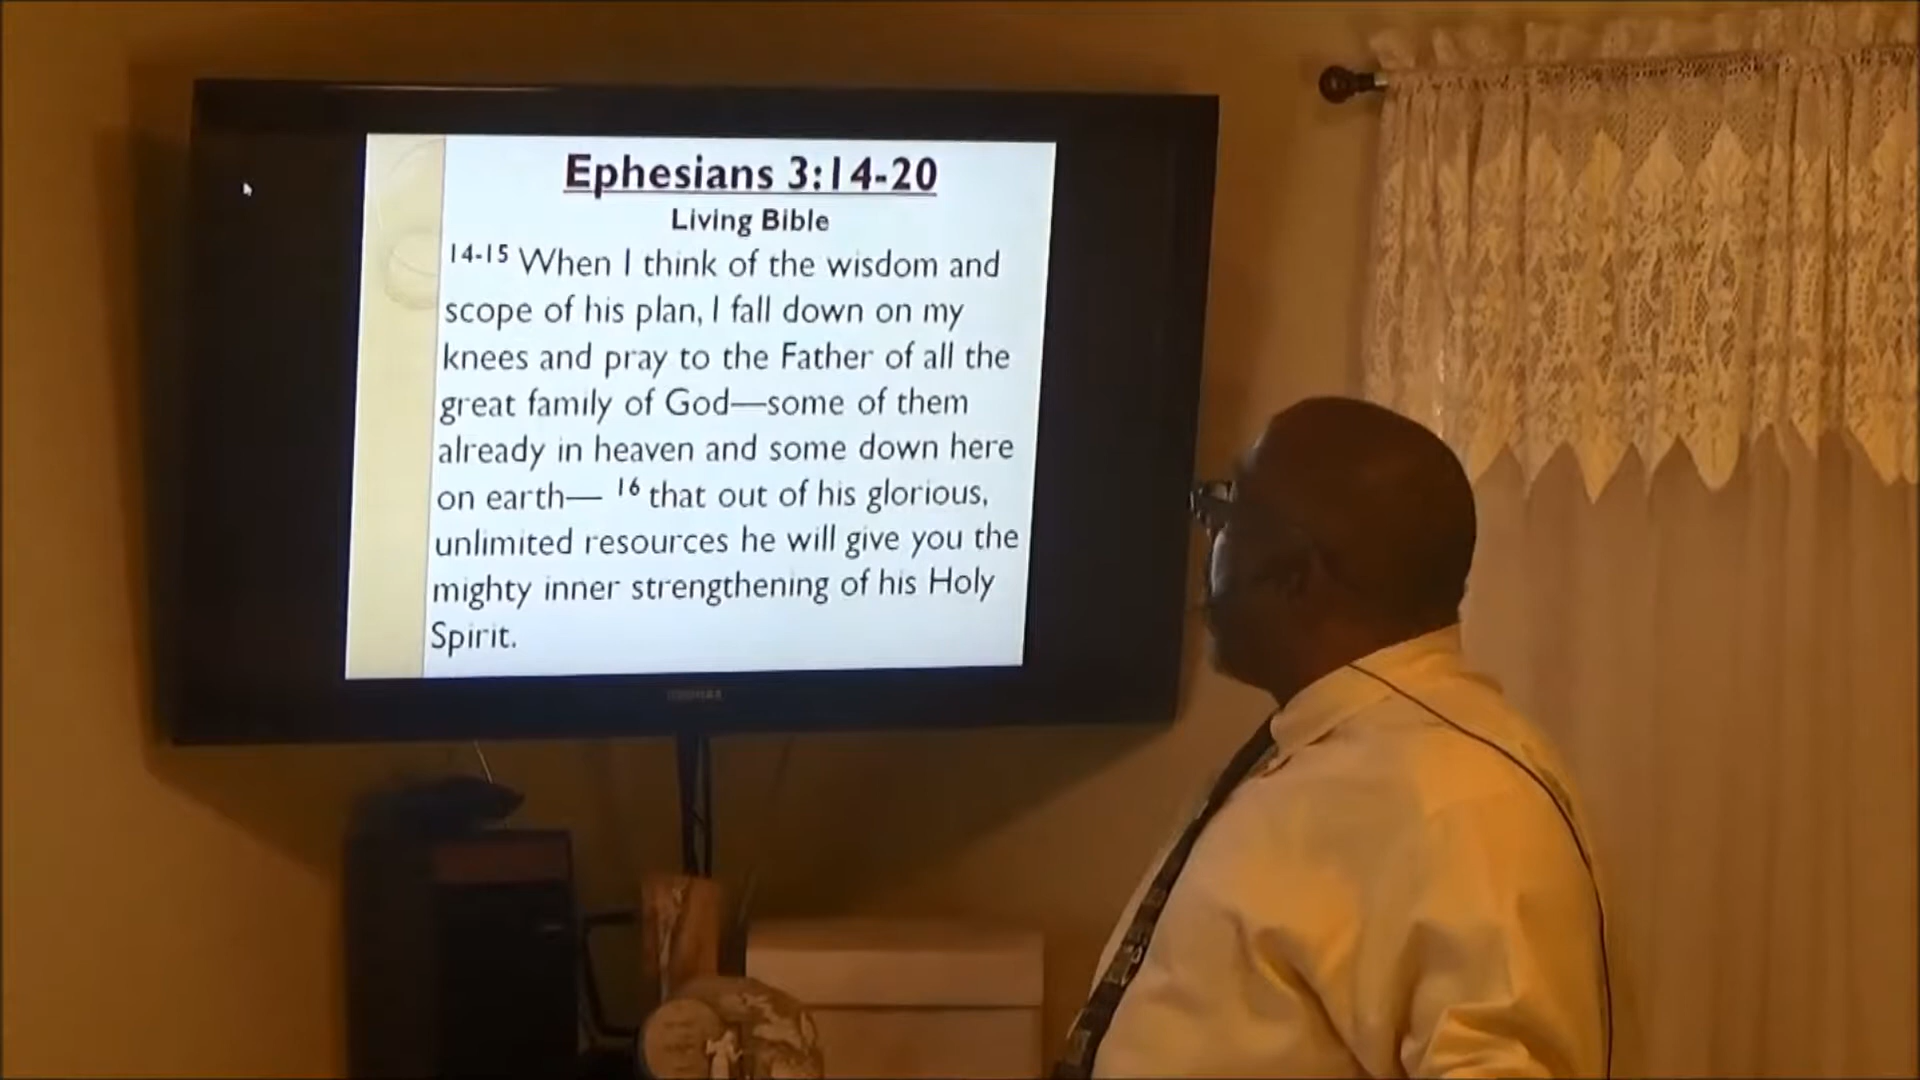 Ephesians 3:14-20
Living Bible
14-15 When I think of the wisdom and
scope of his plan, I fall down on my
knees and pray to the Father of all the
great family of God—some of them
already in heaven and some down here
on earth— 16 that out of his glorious,
unlimited resources he will give you the
mighty inner strengthening of his Holy
Spirit.